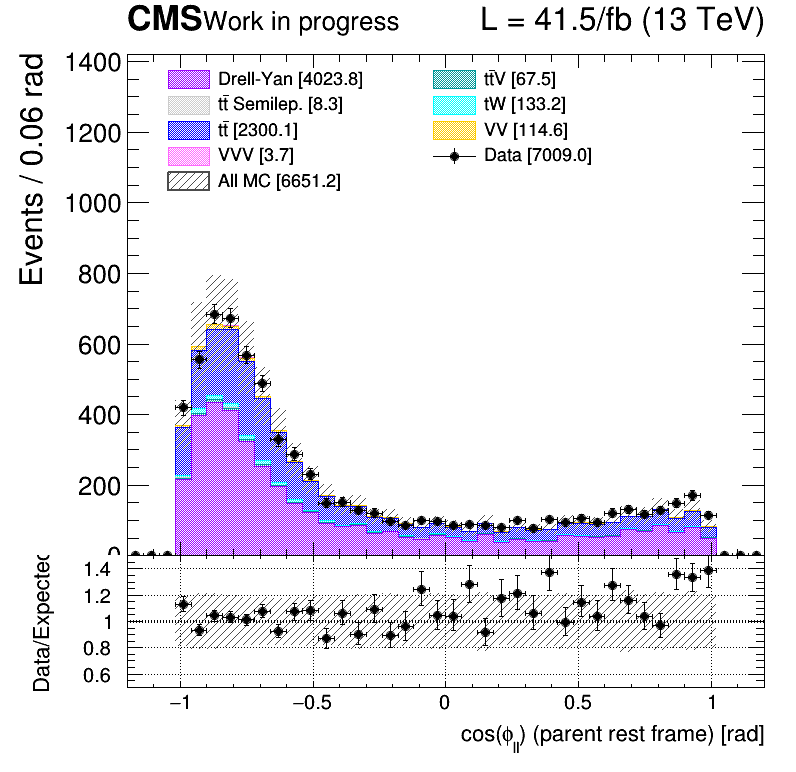 CMS Work in progress L = 41.5/fb (13 TeV)
Events / 0.06 rad
1400
1200
1000
800
600
400
200
0
Drell-Yan [4023.8]
tt̄ Semilep. [8.3]
tt̄ [2300.1]
VVV [3.7]
All MC [6651.2]
tt̄V [67.5]
tW [133.2]
VV [114.6]
Data [7009.0]
Data/Expected
1.4
1.2
1
0.8
0.6
−1 −0.5 0 0.5 1
cos(ϕ_ll) (parent rest frame) [rad]